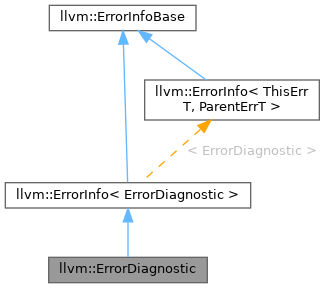 llvm::ErrorInfoBase
llvm::ErrorInfo< ThisErr
T, ParentErrT >
< ErrorDiagnostic >
llvm::ErrorInfo< ErrorDiagnostic >
llvm::ErrorDiagnostic